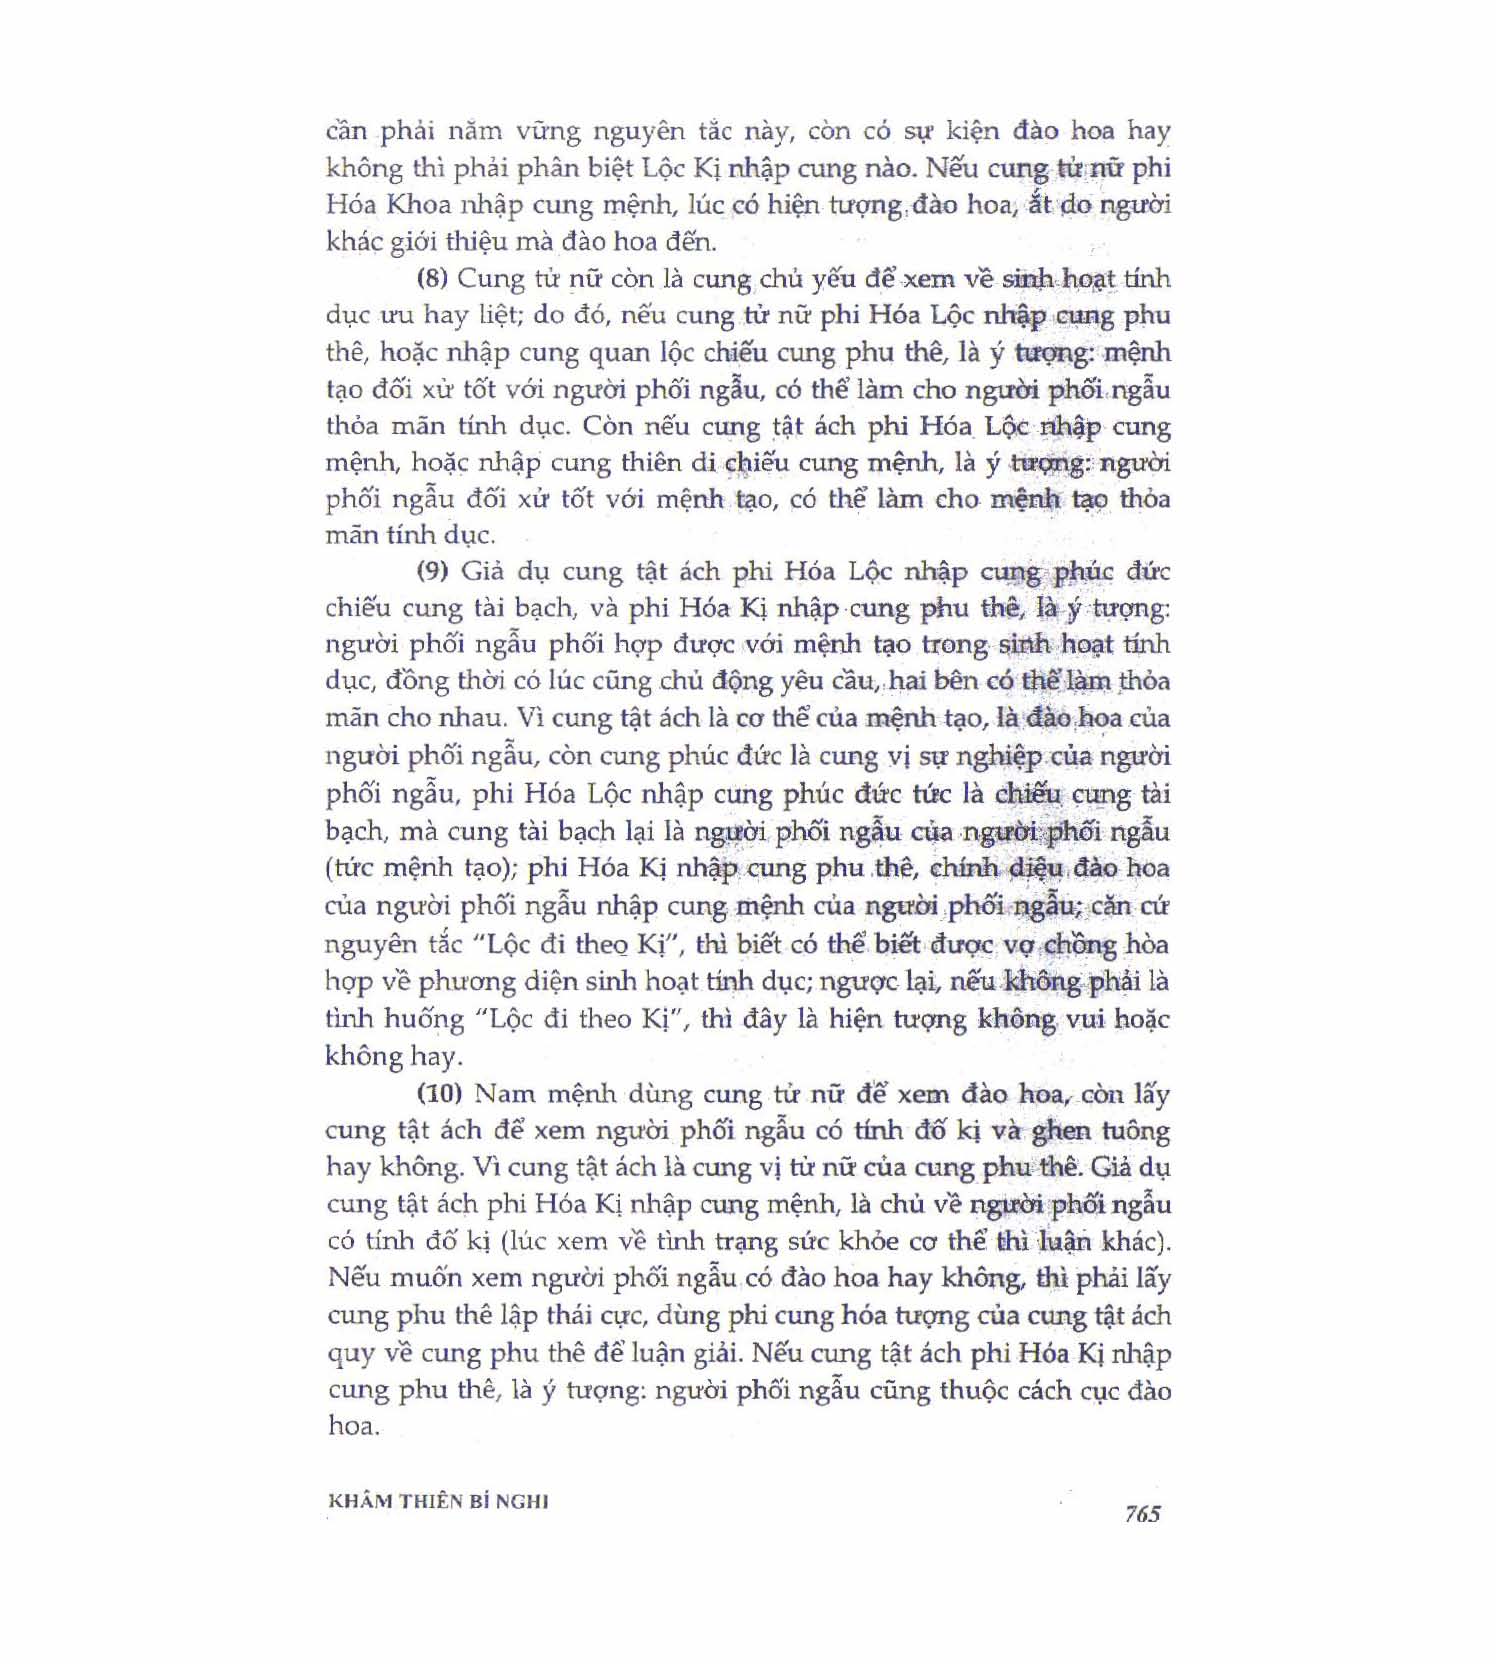 cần phải nắm vững nguyên tắc này, còn có sự kiện đào hoa hay
không thì phải phân biệt Lộc Kị nhập cung nào. Nếu cung tử nữ phi
Hóa Khoa nhập cung mệnh, lúc có hiện tượng đào hoa, ắt do người
khác giới thiệu mà đào hoa đến.
(8) Cung tử nữ còn là cung chủ yếu để xem về sinh hoạt tính
dục ưu hay liệt; do đó, nếu cung tử nữ phi Hóa Lộc nhập cung phu
thê, hoặc nhập cung quan lộc chiếu cung phu thê, là ý tượng: mệnh
tạo đối xử tốt với người phối ngẫu, có thể làm cho người phối ngẫu
thỏa mãn tính dục. Còn nếu cung tật ách phi Hóa Lộc nhập cung
mệnh, hoặc nhập cung thiên di chiếu cung mệnh, là ý tượng: người
phối ngẫu đối xử tốt với mệnh tạo, có thể làm cho mệnh tạo thỏa
mãn tính dục.
(9) Giả dụ cung tật ách phi Hóa Lộc nhập cung phúc đức
chiếu cung tài bạch, và phi Hóa Kị nhập cung phu thê, là ý tượng:
người phối ngẫu phối hợp được với mệnh tạo trong sinh hoạt tính
dục, đồng thời có lúc cũng chủ động yêu cầu, hai bên có thể làm thỏa
mãn cho nhau. Vì cung tật ách là cơ thể của mệnh tạo, là đào hoa của
người phối ngẫu, còn cung phúc đức là cung vị sự nghiệp của người
phối ngẫu, phi Hóa Lộc nhập cung phúc đức tức là chiếu cung tài
bạch, mà cung tài bạch lại là người phối ngẫu của người phối ngẫu
(tức mệnh tạo); phi Hóa Kị nhập cung phu thê, chính diệu đào hoa
của người phối ngẫu nhập cung mệnh của người phối ngẫu; căn cứ
nguyên tắc "Lộc đi theo Kị", thì biết có thể biết được vợ chồng hòa
hợp về phương diện sinh hoạt tính dục; ngược lại, nếu không phải là
tình huống "Lộc đi theo Kị", thì đây là hiện tượng không vui hoặc
không hay.
(10) Nam mệnh dùng cung tử nữ để xem đào hoa, còn lấy
cung tật ách để xem người phối ngẫu có tính đố kị và ghen tuông
hay không. Vì cung tật ách là cung vị tử nữ của cung phu thê. Giả dụ
cung tật ách phi Hóa Kị nhập cung mệnh, là chủ về người phối ngẫu
có tính đố kị (lúc xem về tình trạng sức khỏe cơ thể thì luận khác).
Nếu muốn xem người phối ngẫu có đào hoa hay không, thì phải lấy
cung phu thê lập thái cực, dùng phi cung hóa tượng của cung tật ách
quy về cung phu thê để luận giải. Nếu cung tật ách phi Hóa Kị nhập
cung phu thê, là ý tượng: người phối ngẫu cũng thuộc cách cục đào
hoa.
KHÂM THIÊN BÍ NGHI
765